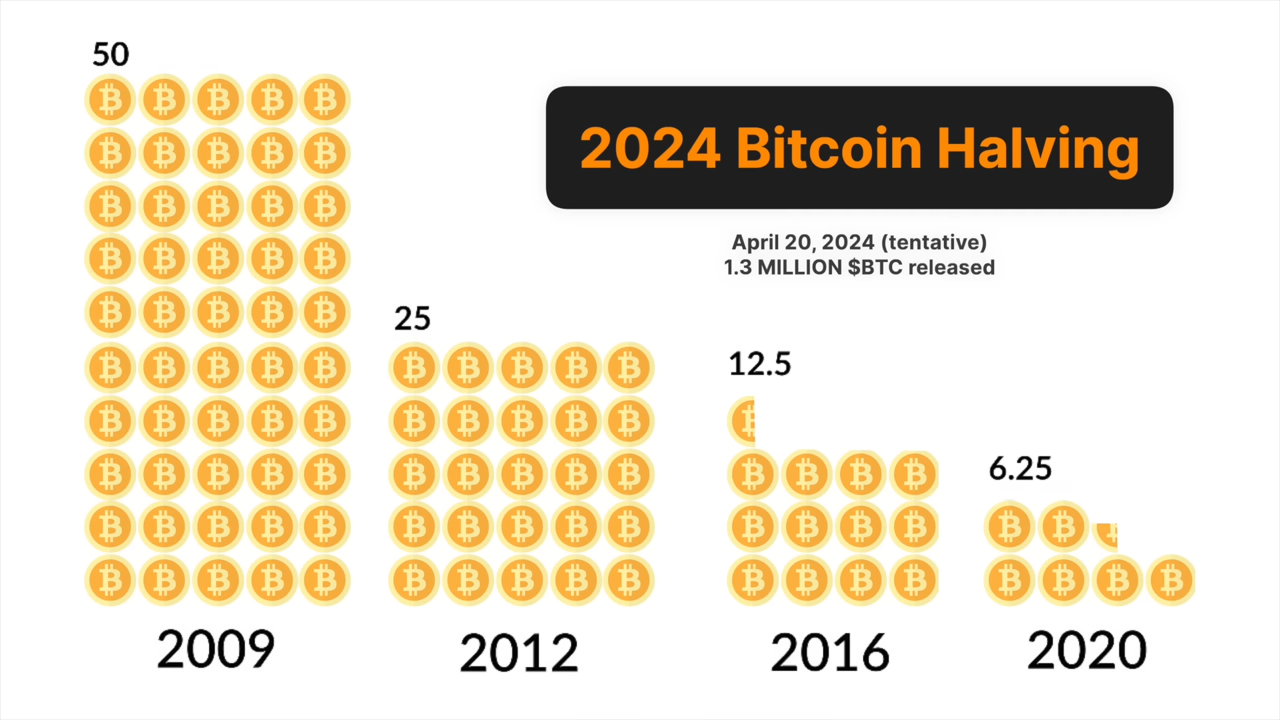 50
2024 Bitcoin Halving
April 20, 2024 (tentative)
1.3 MILLION $BTC released
25
12.5
6.25
2009
2012
2016
2020